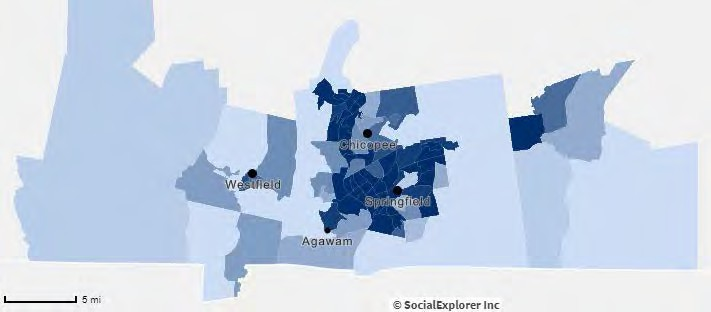 Chicopee
Westfield
Springfield
Agawam
5 mi
© SocialExplorer Inc